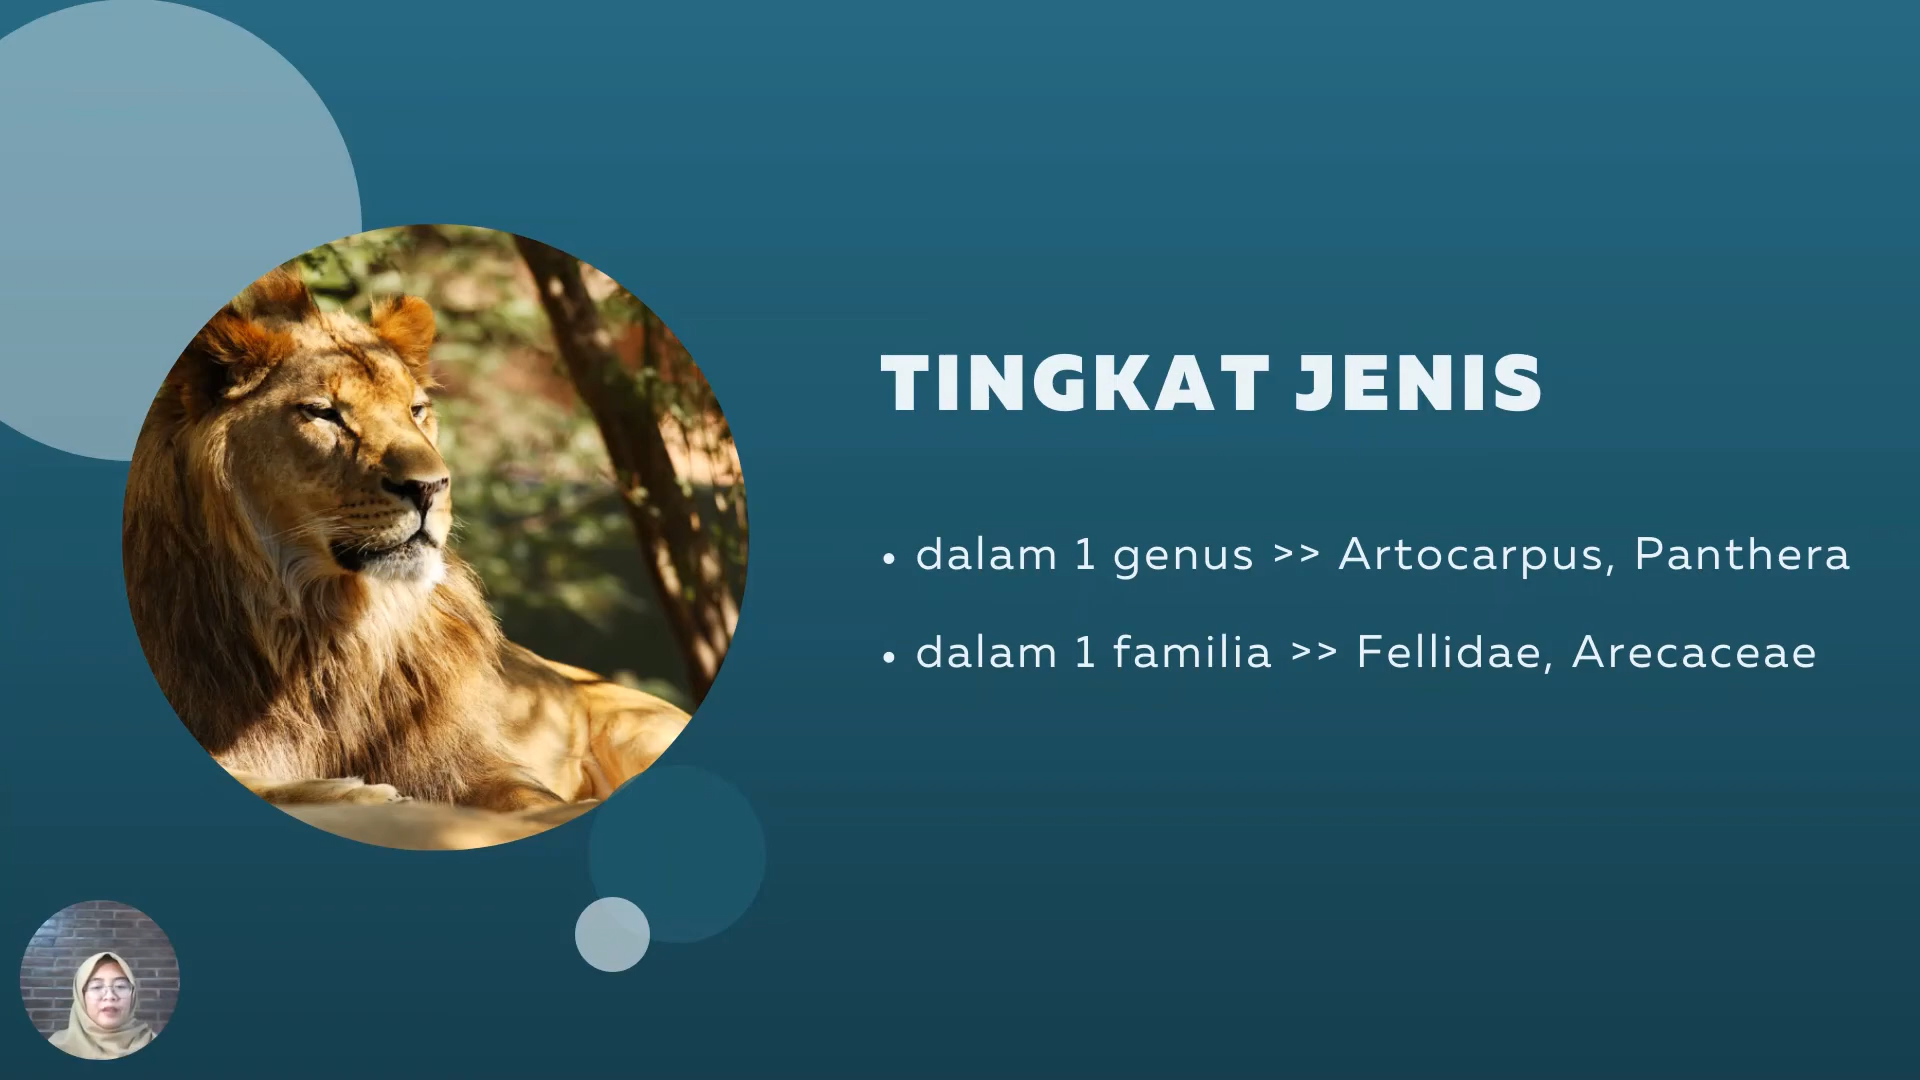 TINGKAT JENIS
• dalam 1 genus >> Artocarpus, Panthera
• dalam 1 familia >> Fellidae, Arecaceae